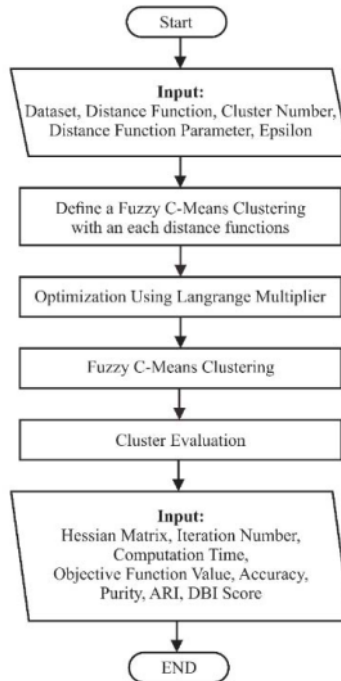 Start
Input:
Dataset, Distance Function, Cluster Number,
Distance Function Parameter, Epsilon
Define a Fuzzy C-Means Clustering
with an each distance functions
Optimization Using Langrange Multiplier
Fuzzy C-Means Clustering
Cluster Evaluation
Input:
Hessian Matrix, Iteration Number,
Computation Time,
Objective Function Value, Accuracy,
Purity, ARI, DBI Score
END